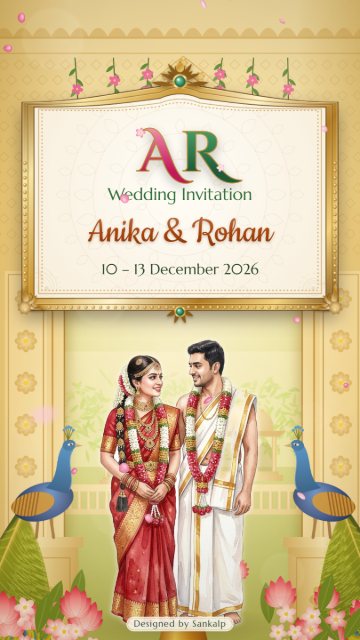 AR
Wedding Invitation
Anika & Rohan
10 – 13 December 2026
Designed by Sankalp